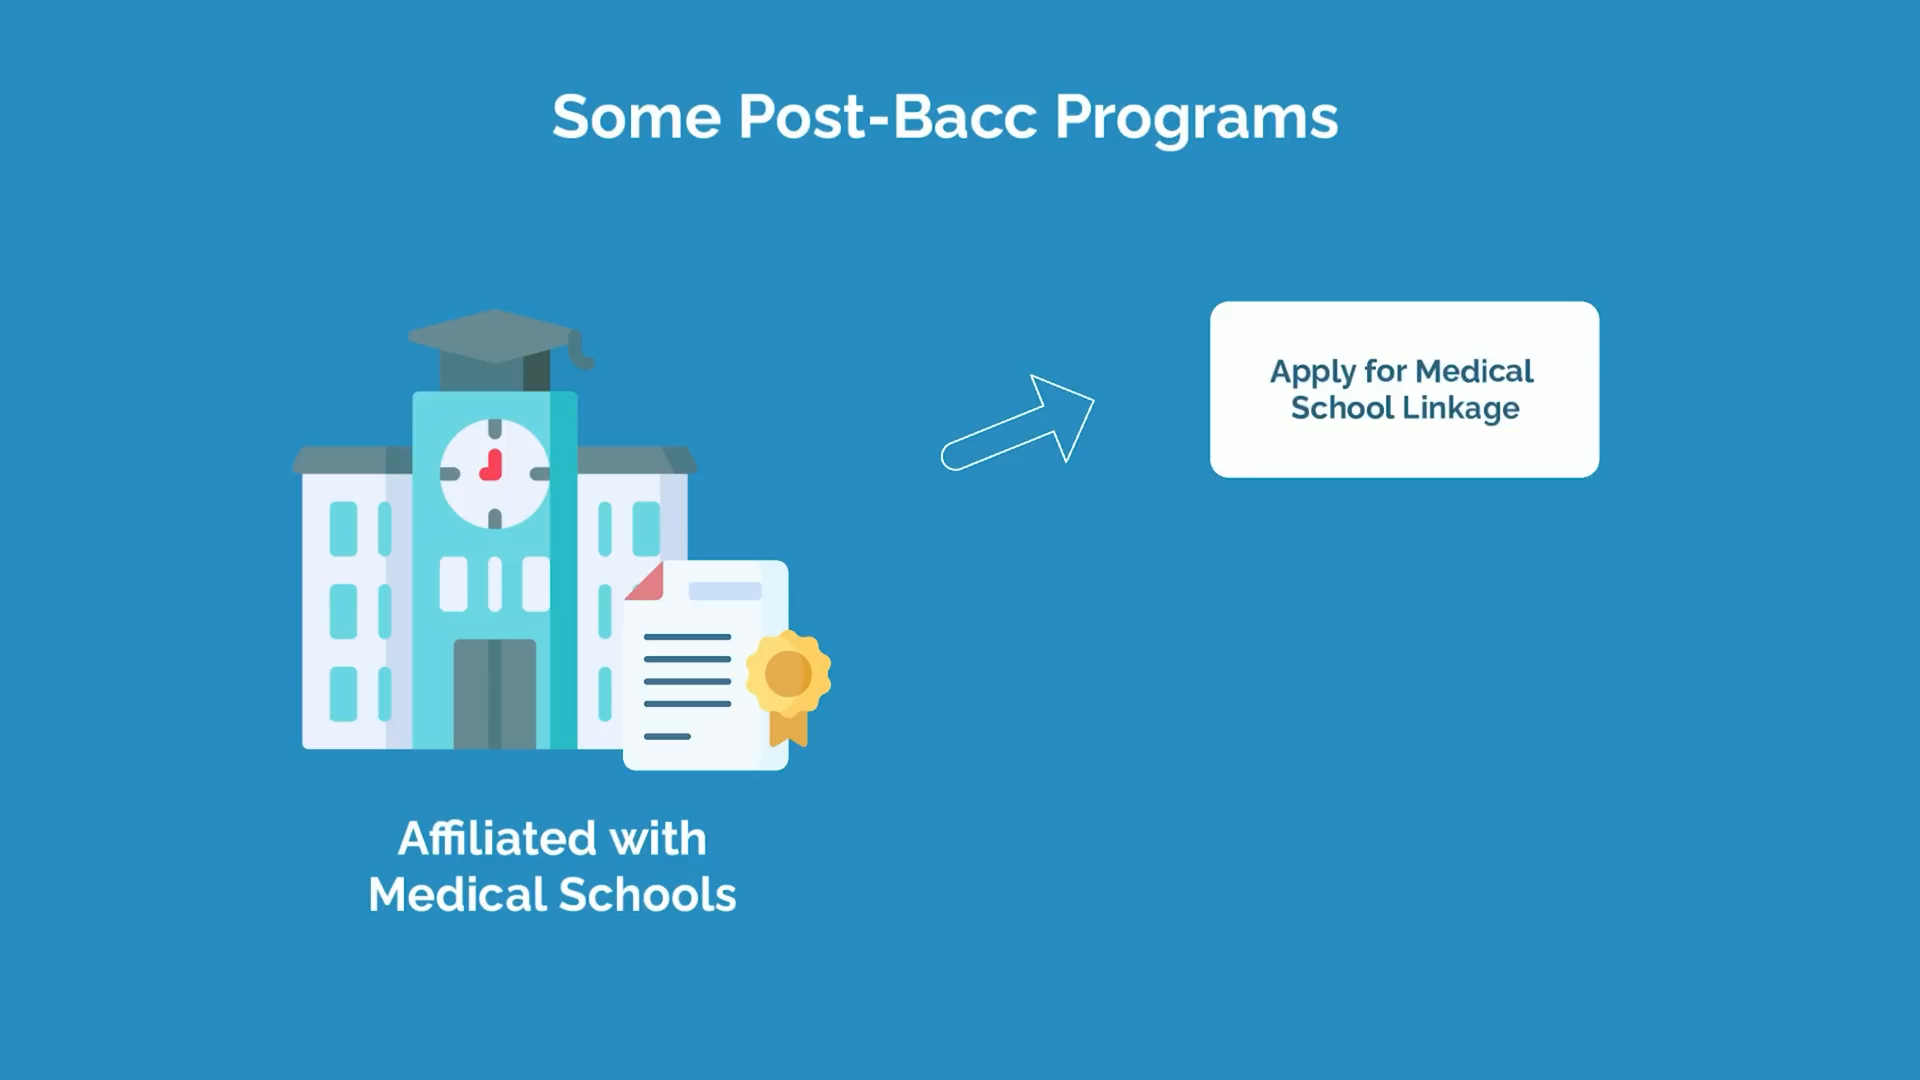 Some Post-Bacc Programs
Apply for Medical
School Linkage
Affiliated with
Medical Schools